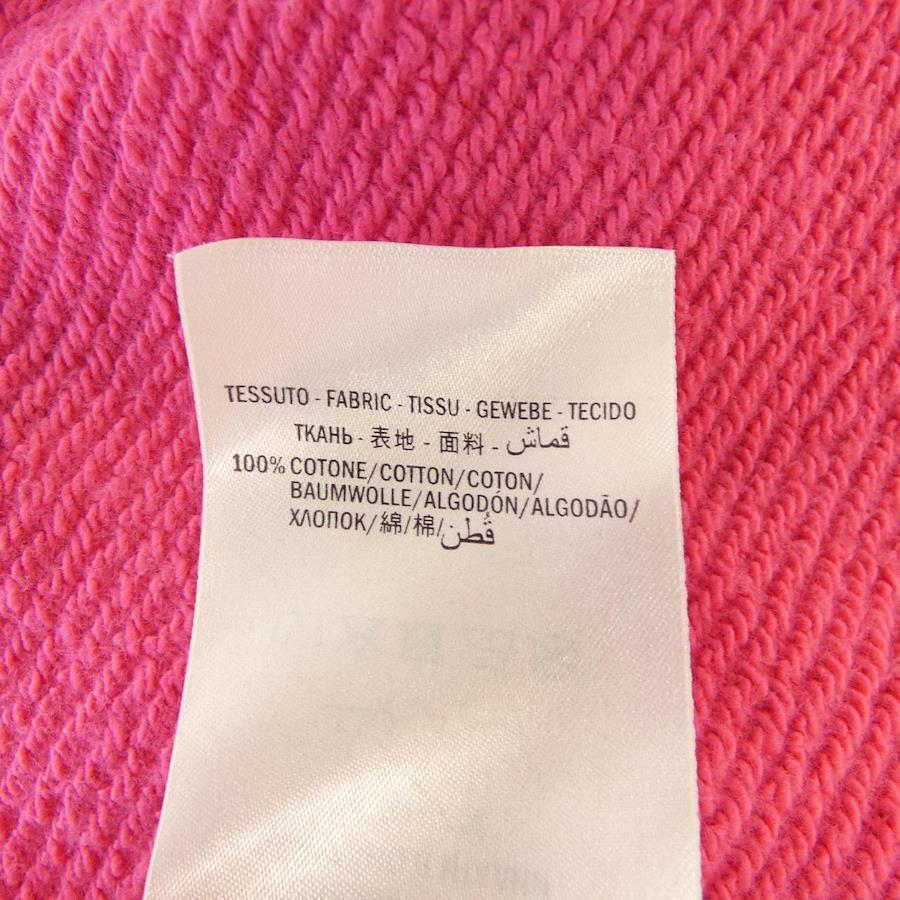 TESSUTO - FABRIC - TISSU - GEWEBE - TECIDO
ТКАНЬ - 表地 - 面料 - قماش
100% COTONE/COTTON/COTON/
BAUMWOLLE/ALGODÓN/ALGODÃO/
ХЛОПОК/綿/棉/قُطن